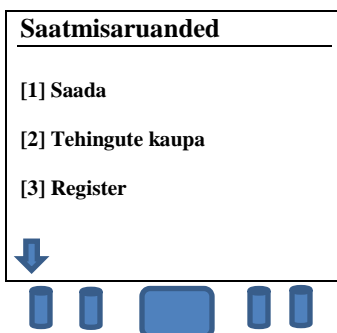 Saatmisaruanded
[1] Saada
[2] Tehingute kaupa
[3] Register